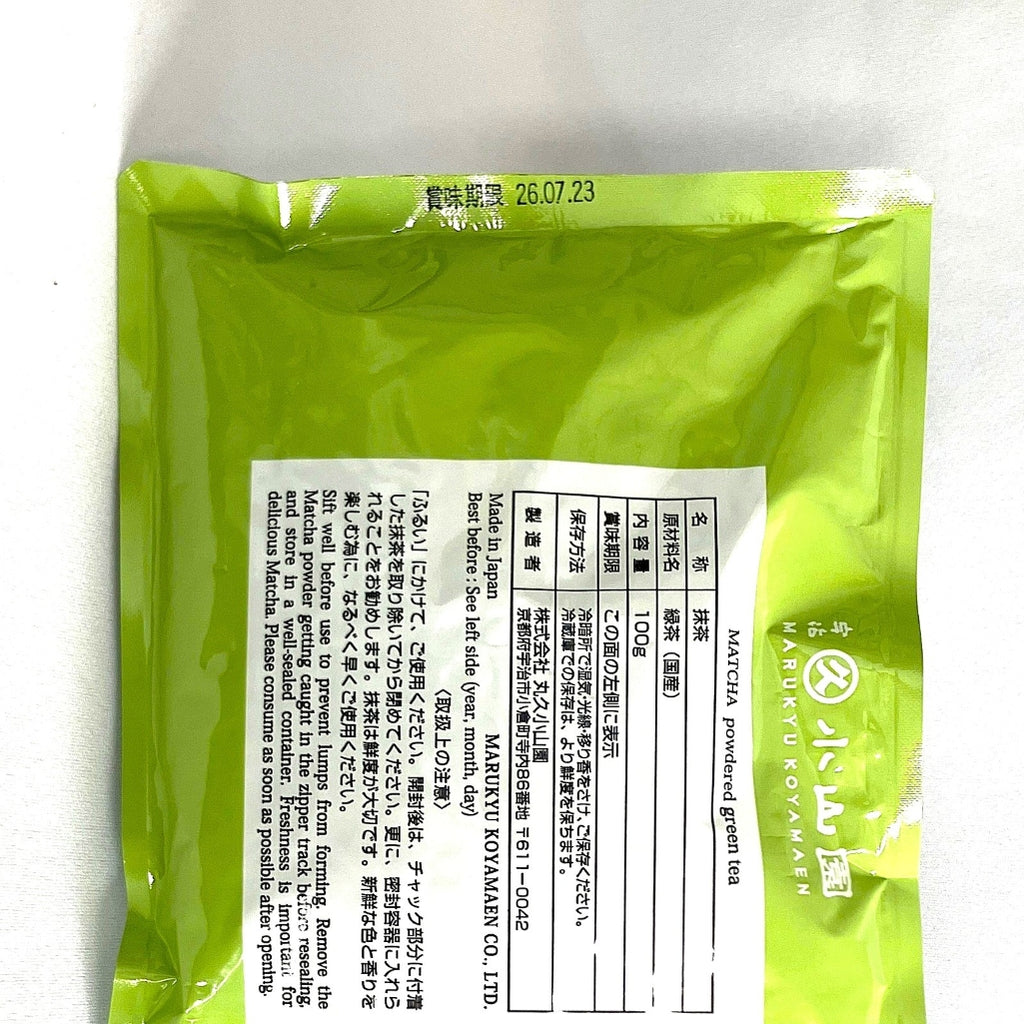 賞味期限 26.07.23
宇治
小山園
MARUKYU KOYAMAEN
MATCHA powdered green tea
名 称 抹茶
原材料名 緑茶（国産）
内容量 100g
賞味期限 この面の左側に表示
保存方法 冷暗所で湿気・光線・移り香をさけ、ご保存ください。
冷蔵庫での保存は、より鮮度を保ちます。
製造者 株式会社 丸久小山園
京都府宇治市小倉町寺内86番地 〒611-0042
Made in Japan MARUKYU KOYAMAEN CO., LTD.
Best before : See left side (year, month, day)
〈取扱上の注意〉
「ふるい」にかけて、ご使用ください。開封後は、チャック部分に付着
した抹茶を取り除いてから閉めてください。更に、密封容器に入れら
れることをお勧めします。抹茶は鮮度が大切です。新鮮な色と香りを
楽しむ為に、なるべく早くご使用ください。
Sift well before use to prevent lumps from forming. Remove the
Matcha powder getting caught in the zipper track before resealing,
and store in a well-sealed container. Freshness is important for
delicious Matcha. Please consume as soon as possible after opening.